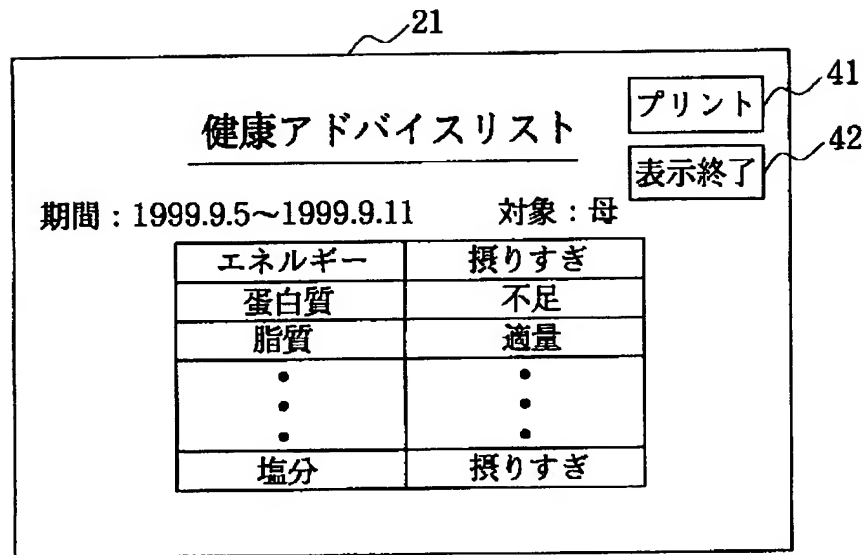 21
プリント 41
健康アドバイスリスト
表示終了 42
期間：1999.9.5～1999.9.11 対象：母
エネルギー 摂りすぎ
蛋白質 不足
脂質 適量
塩分 摂りすぎ